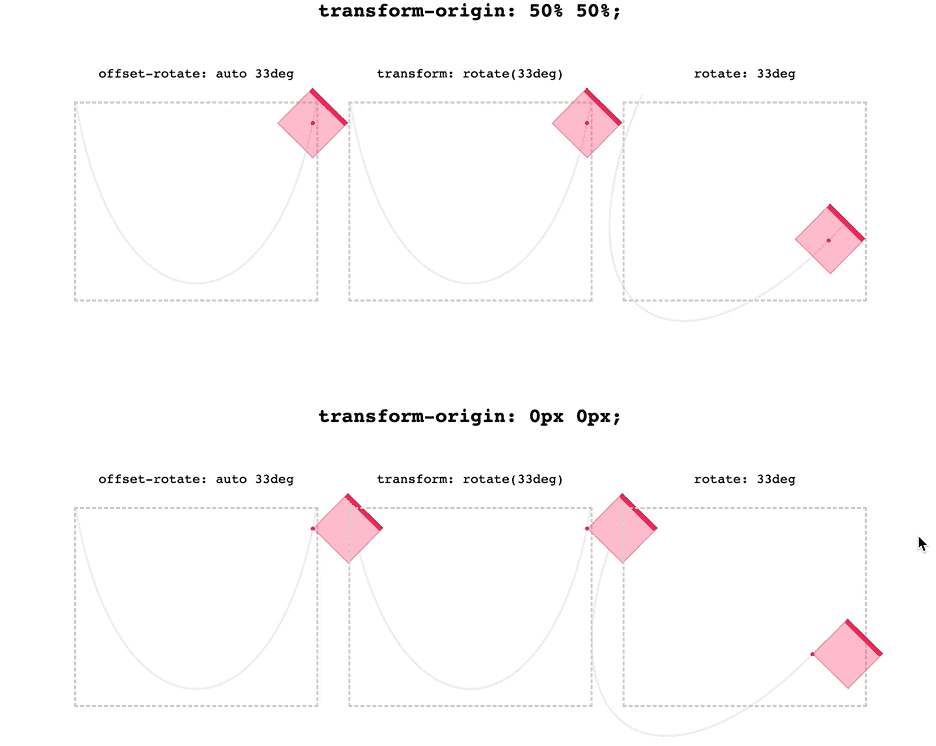 transform-origin: 50% 50%;
offset-rotate: auto 33deg
transform: rotate(33deg)
rotate: 33deg
transform-origin: 0px 0px;
offset-rotate: auto 33deg
transform: rotate(33deg)
rotate: 33deg